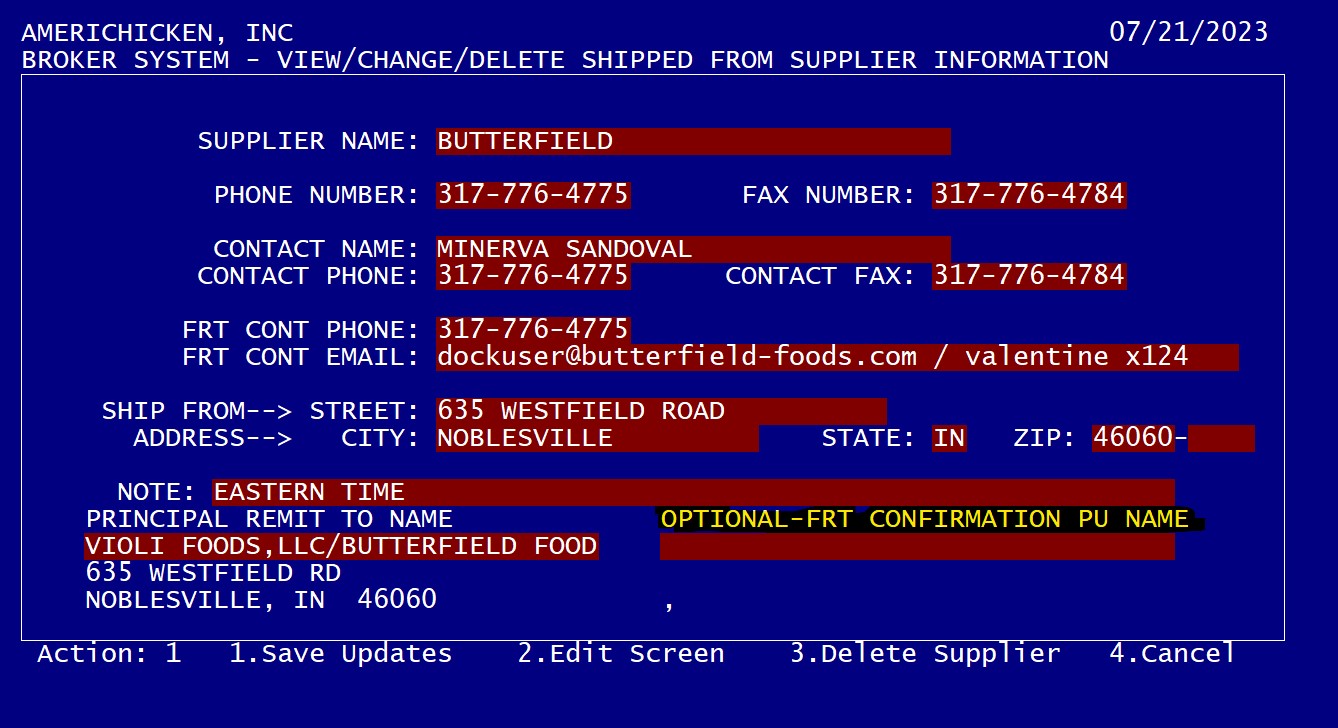 AMERICHICKEN, INC 07/21/2023
BROKER SYSTEM - VIEW/CHANGE/DELETE SHIPPED FROM SUPPLIER INFORMATION
SUPPLIER NAME: BUTTERFIELD
PHONE NUMBER: 317-776-4775 FAX NUMBER: 317-776-4784
CONTACT NAME: MINERVA SANDOVAL
CONTACT PHONE: 317-776-4775 CONTACT FAX: 317-776-4784
FRT CONT PHONE: 317-776-4775
FRT CONT EMAIL: dockuser@butterfield-foods.com / valentine x124
SHIP FROM--> STREET: 635 WESTFIELD ROAD
ADDRESS--> CITY: NOBLESVILLE STATE: IN ZIP: 46060-
NOTE: EASTERN TIME
PRINCIPAL REMIT TO NAME OPTIONAL-FRT CONFIRMATION PU NAME
VIOLI FOODS,LLC/BUTTERFIELD FOOD
635 WESTFIELD RD
NOBLESVILLE, IN 46060 ,
Action: 1 1.Save Updates 2.Edit Screen 3.Delete Supplier 4.Cancel